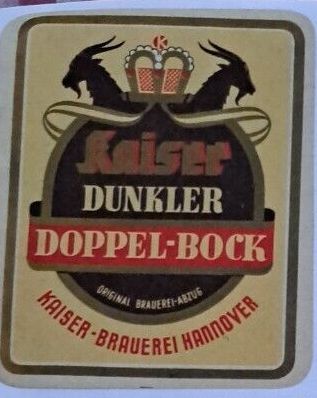 K
Kaiser
DUNKLER
DOPPEL-BOCK
ORIGINAL BRAUEREI-ABZUG
KAISER-BRAUEREI HANNOVER